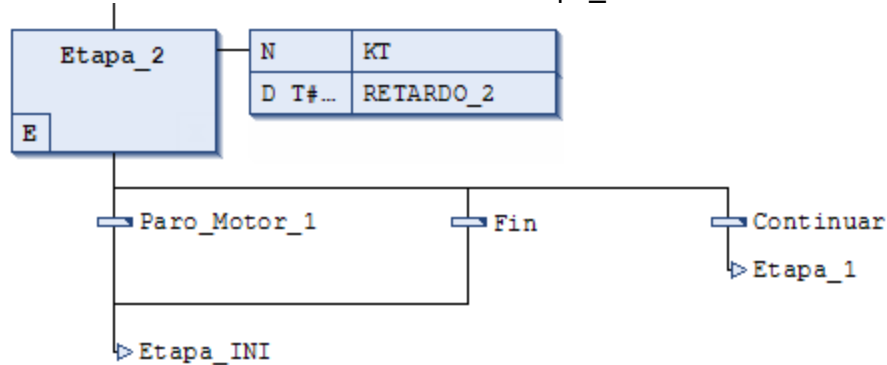 Etapa_2
N KT
D T#… RETARDO_2
E
Paro_Motor_1 Fin Continuar
Etapa_1
Etapa_INI